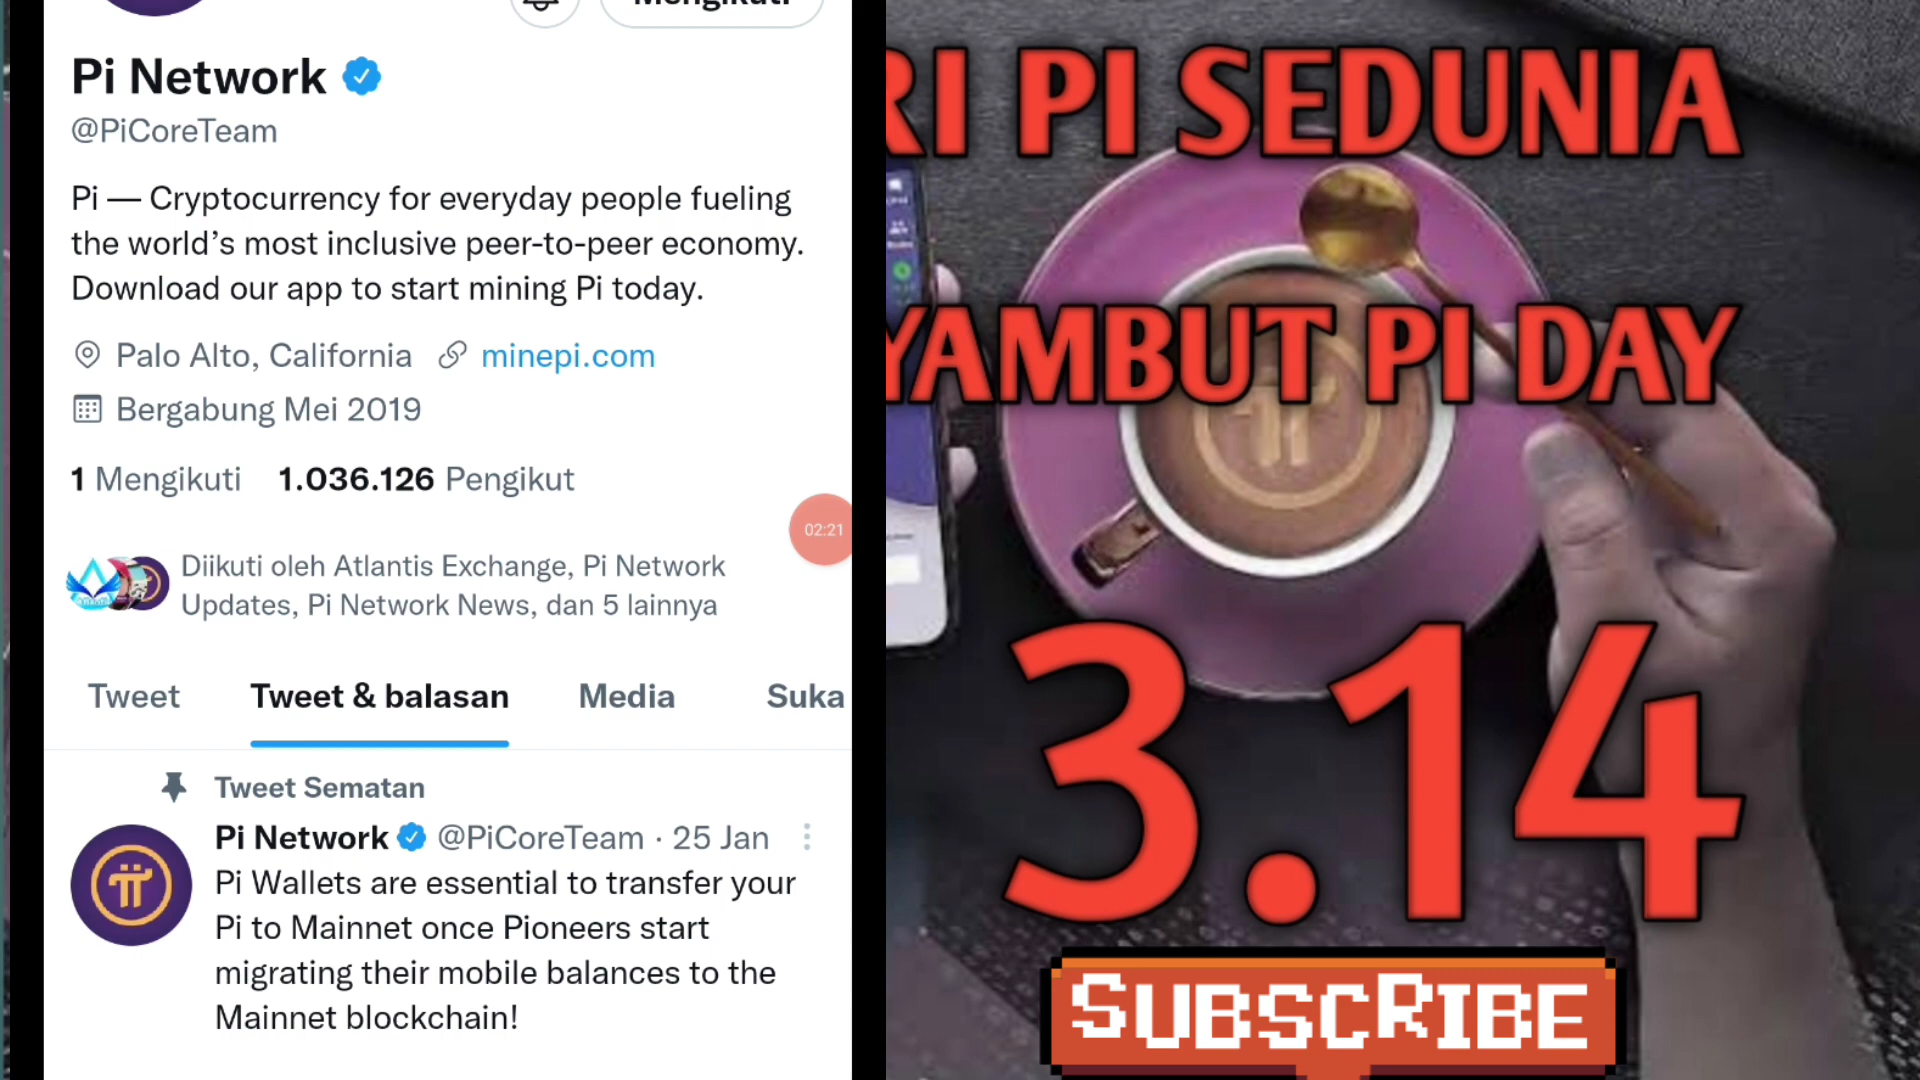 Mengikuti
Pi Network
@PiCoreTeam
Pi — Cryptocurrency for everyday people fueling
the world’s most inclusive peer-to-peer economy.
Download our app to start mining Pi today.
Palo Alto, California minepi.com
Bergabung Mei 2019
1 Mengikuti 1.036.126 Pengikut
02:21
Diikuti oleh Atlantis Exchange, Pi Network
Updates, Pi Network News, dan 5 lainnya
Tweet Tweet & balasan Media Suka
Tweet Sematan
Pi Network @PiCoreTeam · 25 Jan
Pi Wallets are essential to transfer your
Pi to Mainnet once Pioneers start
migrating their mobile balances to the
Mainnet blockchain!
RI PI SEDUNIA
YAMBUT PI DAY
3.14
SUBSCRIBE